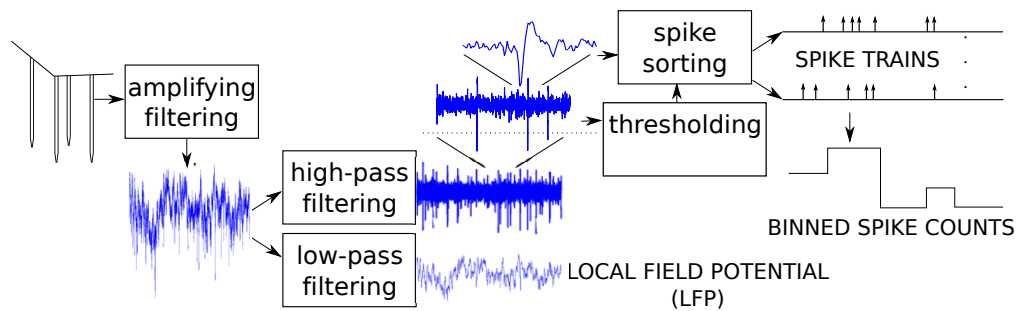 amplifying
filtering
high-pass
filtering
low-pass
filtering
LOCAL FIELD POTENTIAL
(LFP)
spike
sorting
thresholding
SPIKE TRAINS
BINNED SPIKE COUNTS